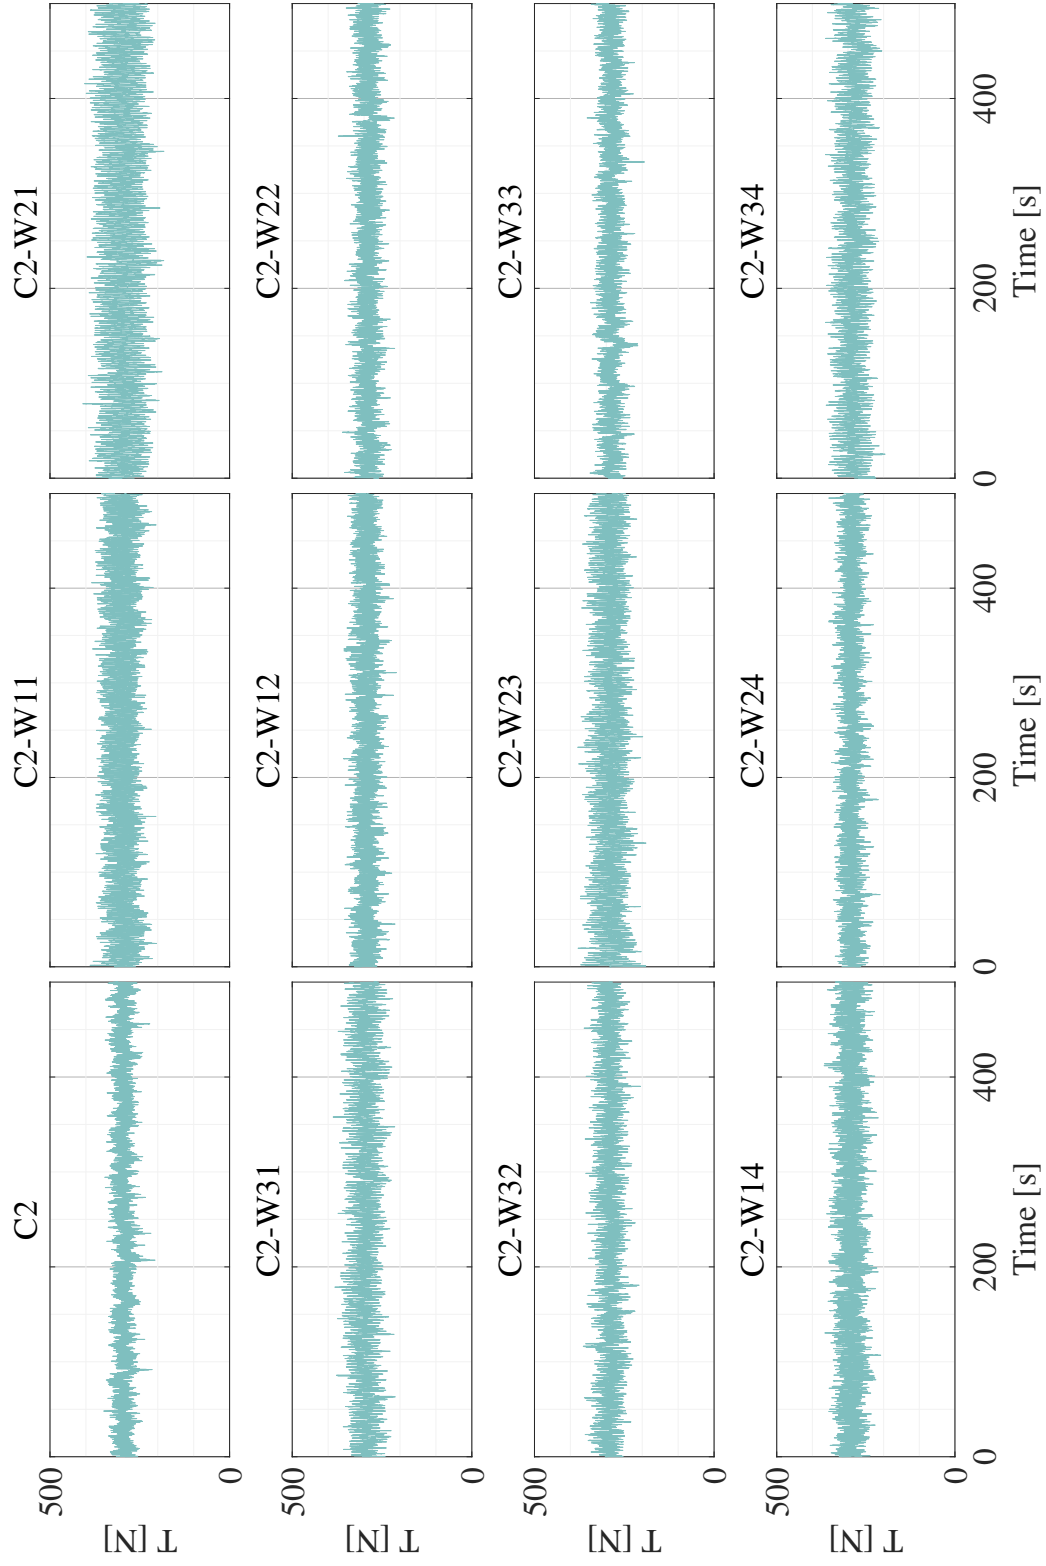 C2 C2-W11 C2-W21
500
T [N]
0
C2-W31 C2-W12 C2-W22
500
T [N]
0
C2-W32 C2-W23 C2-W33
500
T [N]
0
C2-W14 C2-W24 C2-W34
500
T [N]
0
0 200 400 0 200 400 0 200 400
Time [s] Time [s] Time [s]